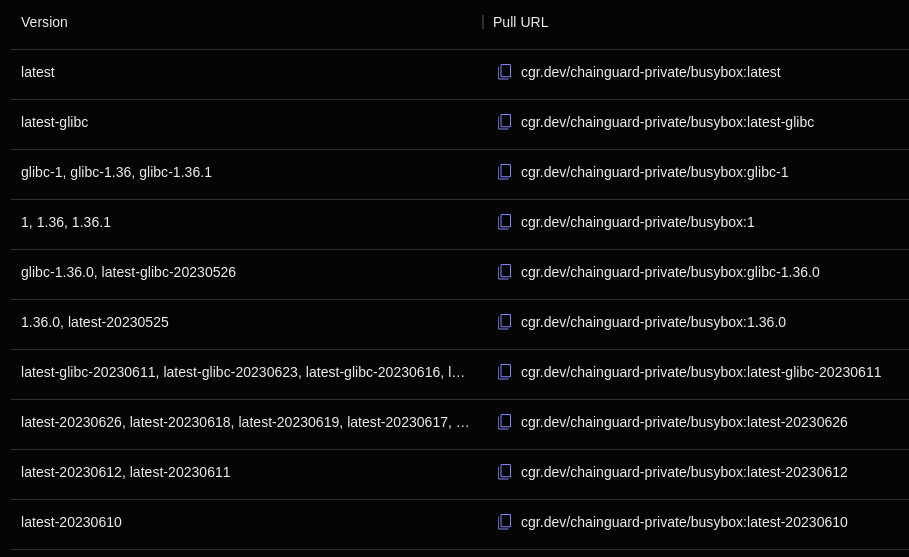 Version | Pull URL
latest cgr.dev/chainguard-private/busybox:latest
latest-glibc cgr.dev/chainguard-private/busybox:latest-glibc
glibc-1, glibc-1.36, glibc-1.36.1 cgr.dev/chainguard-private/busybox:glibc-1
1, 1.36, 1.36.1 cgr.dev/chainguard-private/busybox:1
glibc-1.36.0, latest-glibc-20230526 cgr.dev/chainguard-private/busybox:glibc-1.36.0
1.36.0, latest-20230525 cgr.dev/chainguard-private/busybox:1.36.0
latest-glibc-20230611, latest-glibc-20230623, latest-glibc-20230616, l… cgr.dev/chainguard-private/busybox:latest-glibc-20230611
latest-20230626, latest-20230618, latest-20230619, latest-20230617, … cgr.dev/chainguard-private/busybox:latest-20230626
latest-20230612, latest-20230611 cgr.dev/chainguard-private/busybox:latest-20230612
latest-20230610 cgr.dev/chainguard-private/busybox:latest-20230610